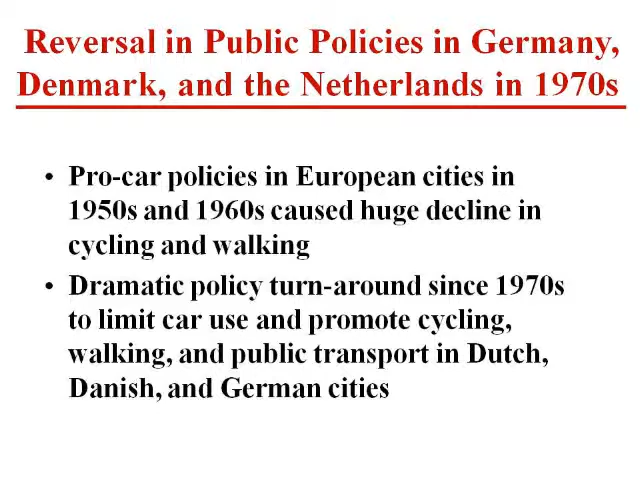 Reversal in Public Policies in Germany,
Denmark, and the Netherlands in 1970s
• Pro-car policies in European cities in
1950s and 1960s caused huge decline in
cycling and walking
• Dramatic policy turn-around since 1970s
to limit car use and promote cycling,
walking, and public transport in Dutch,
Danish, and German cities